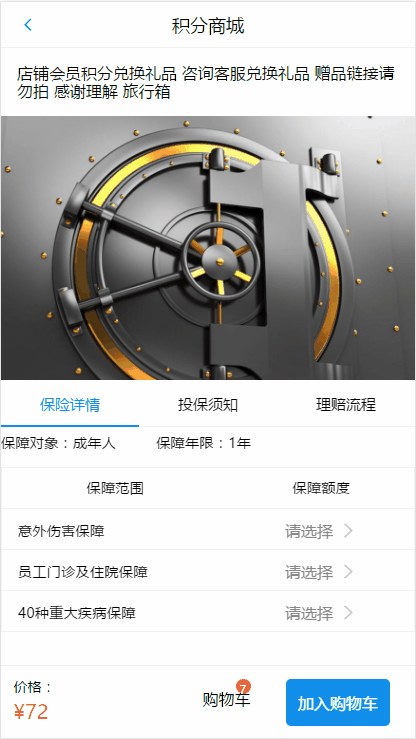 积分商城
店铺会员积分兑换礼品 咨询客服兑换礼品 赠品链接请
勿拍 感谢理解 旅行箱
保险详情 投保须知 理赔流程
保障对象：成年人 保障年限：1年
保障范围 保障额度
意外伤害保障 请选择
员工门诊及住院保障 请选择
40种重大疾病保障 请选择
价格：
¥72
购物车 7
加入购物车